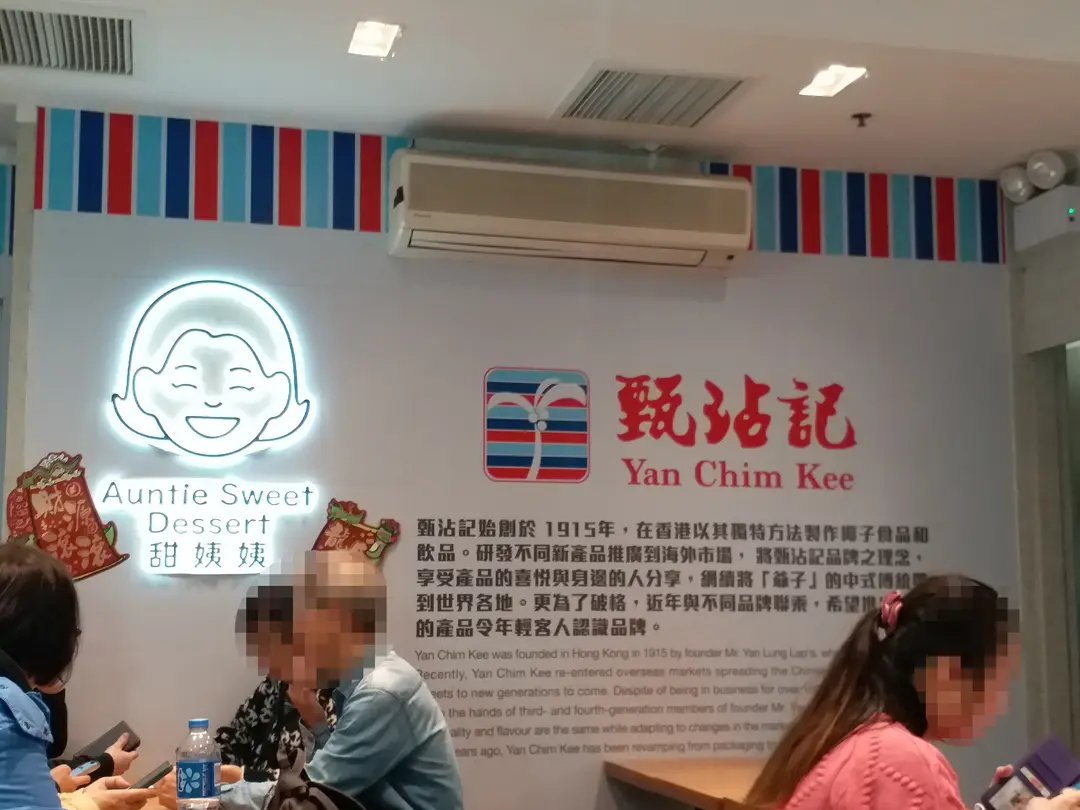 Auntie Sweet
Dessert
甜姨姨
甄沾記
Yan Chim Kee
甄沾記始創於 1915年，在香港以其獨特方法製作椰子食品和
飲品。研發不同新產品推廣到海外市場， 將甄沾記品牌之理念，
享受產品的喜悅與身邊的人分享，繼續將「爺子」的中式傳統
到世界各地。更為了破格，近年與不同品牌聯乘，希望推
的產品令年輕客人認識品牌。
Yan Chim Kee was founded in Hong Kong in 1915 by founder Mr. Yan Lung Lap's,
Recently, Yan Chim Kee re-entered overseas markets spreading the
to new generations to come. Despite of being in business for over
the hands of third- and fourth-generation members of founder Mr.
and flavour are the same while adapting to changes in the
years ago, Yan Chim Kee has been revamping from packaging